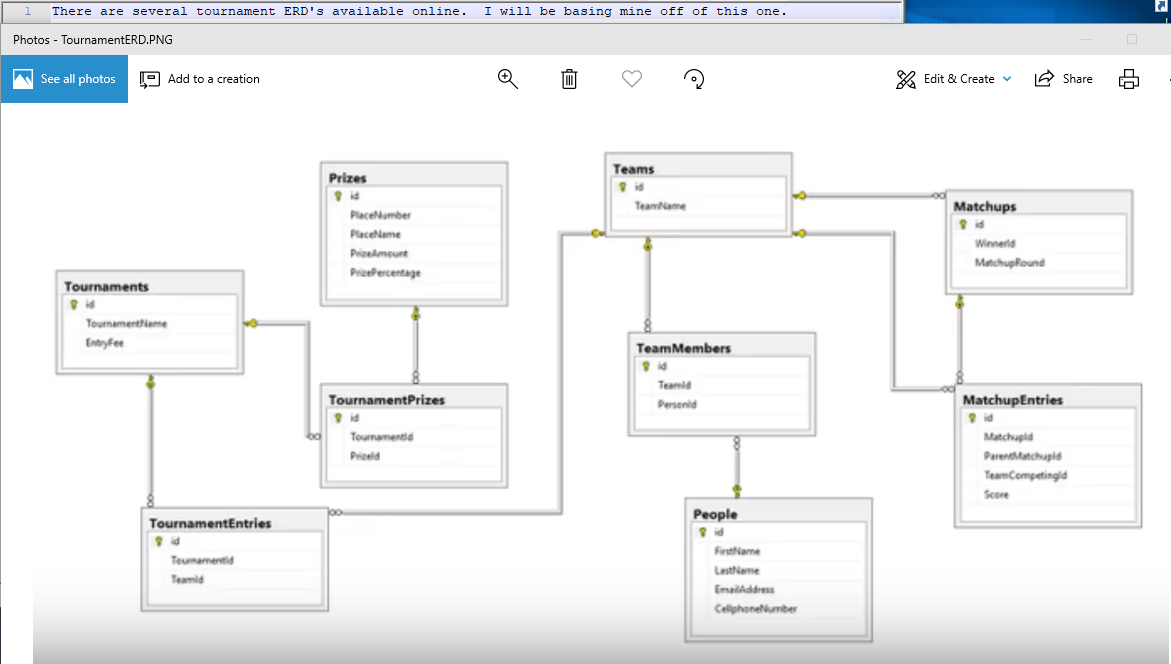 1 There are several tournament ERD's available online.  I will be basing mine off of this one.
Photos - TournamentERD.PNG
See all photos
Add to a creation
Edit & Create
Share
Prizes
id
PlaceNumber
PlaceName
PrizeAmount
PrizePercentage
Teams
id
TeamName
Matchups
id
WinnerId
MatchupRound
Tournaments
id
TournamentName
EntryFee
TeamMembers
id
TeamId
PersonId
TournamentPrizes
id
TournamentId
PrizeId
MatchupEntries
id
MatchupId
ParentMatchupId
TeamCompetingId
Score
TournamentEntries
id
TournamentId
TeamId
People
id
FirstName
LastName
EmailAddress
CellphoneNumber